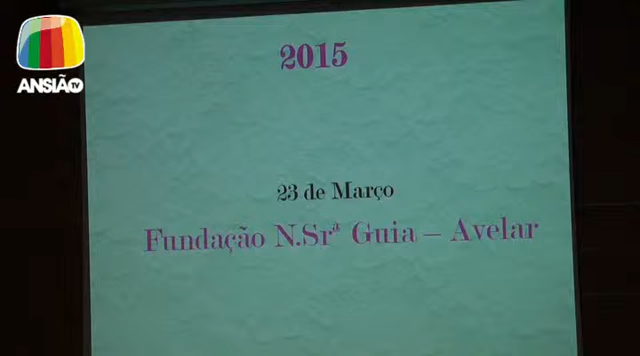 ANSIÃO TV
2015
23 de Março
Fundação N.Srª Guia – Avelar